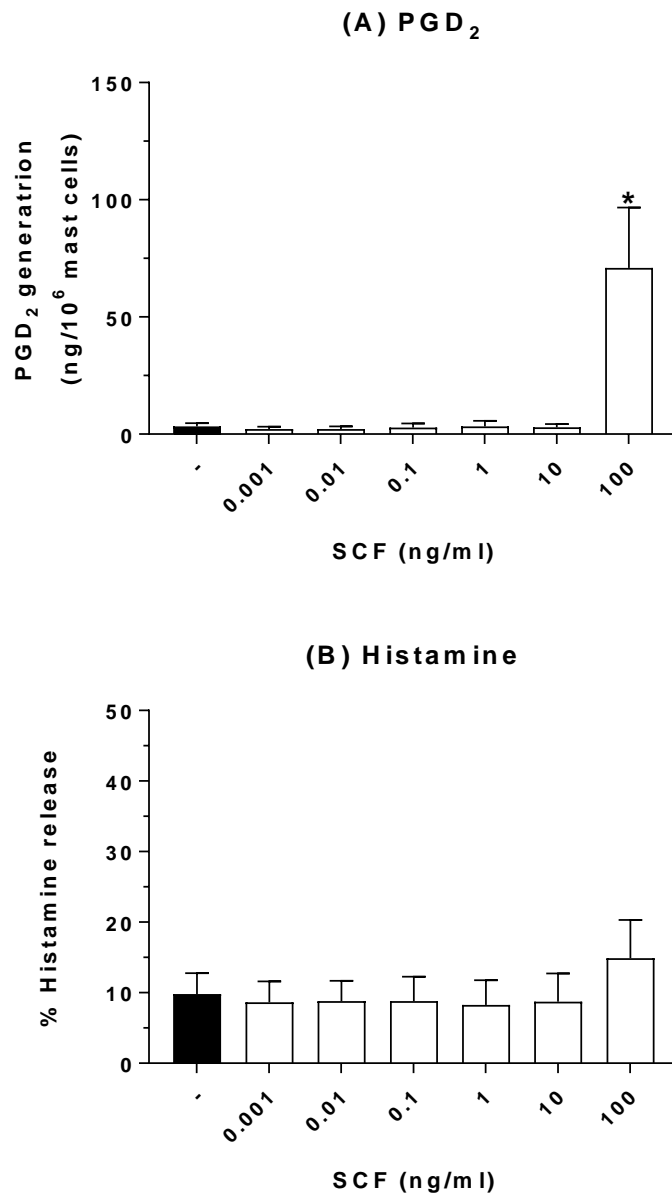 (A) PGD₂
PGD₂ generatrion
(ng/10⁶ mast cells)
150
100
50
0
*
- 0.001 0.01 0.1 1 10 100
SCF (ng/ml)
(B) Histamine
% Histamine release
50
40
30
20
10
0
- 0.001 0.01 0.1 1 10 100
SCF (ng/ml)